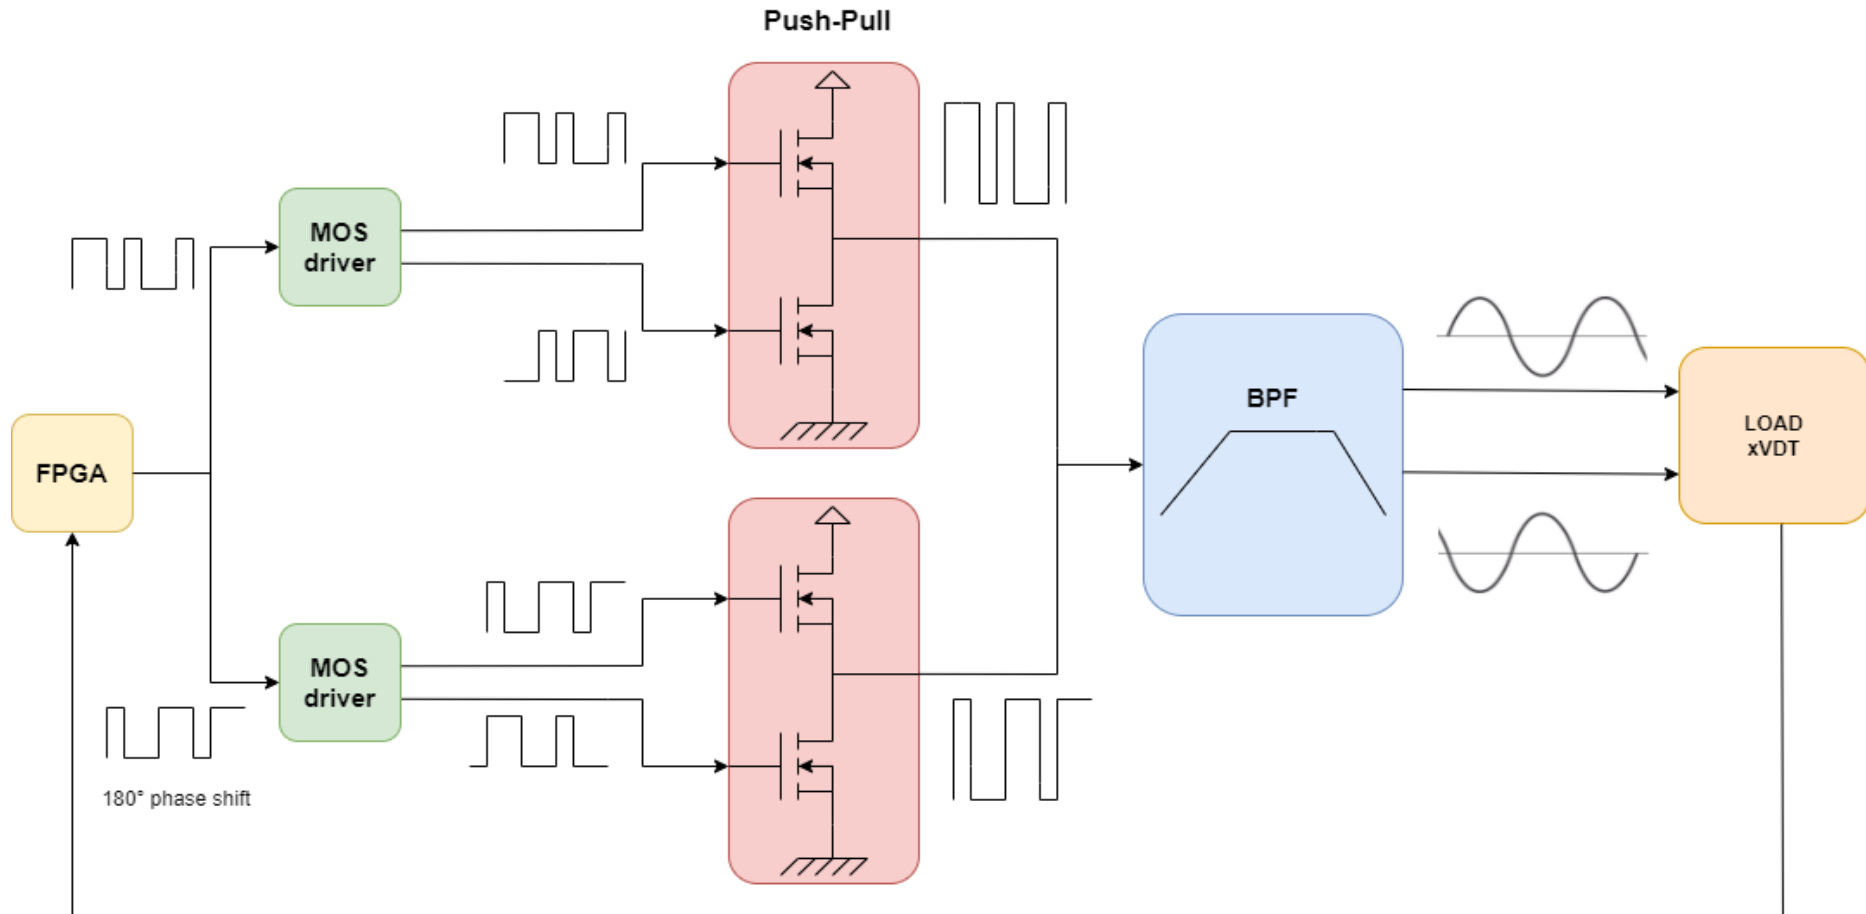 Push-Pull
MOS
driver
FPGA
BPF
LOAD
xVDT
MOS
driver
180° phase shift